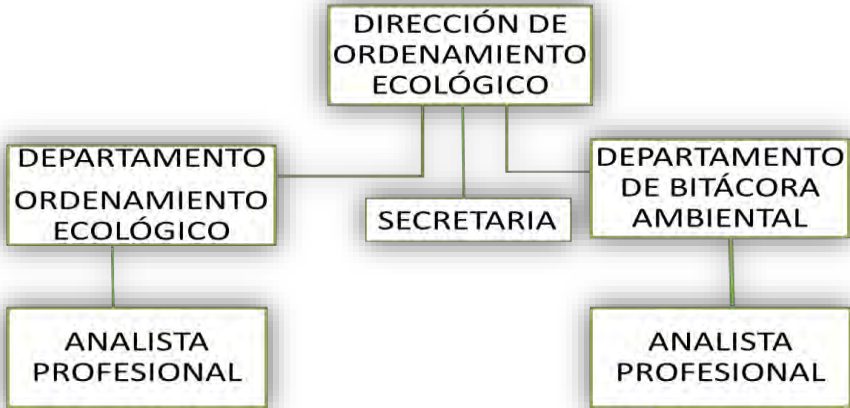 DIRECCIÓN DE
ORDENAMIENTO
ECOLÓGICO
DEPARTAMENTO
ORDENAMIENTO
ECOLÓGICO
SECRETARIA
DEPARTAMENTO
DE BITÁCORA
AMBIENTAL
ANALISTA
PROFESIONAL
ANALISTA
PROFESIONAL